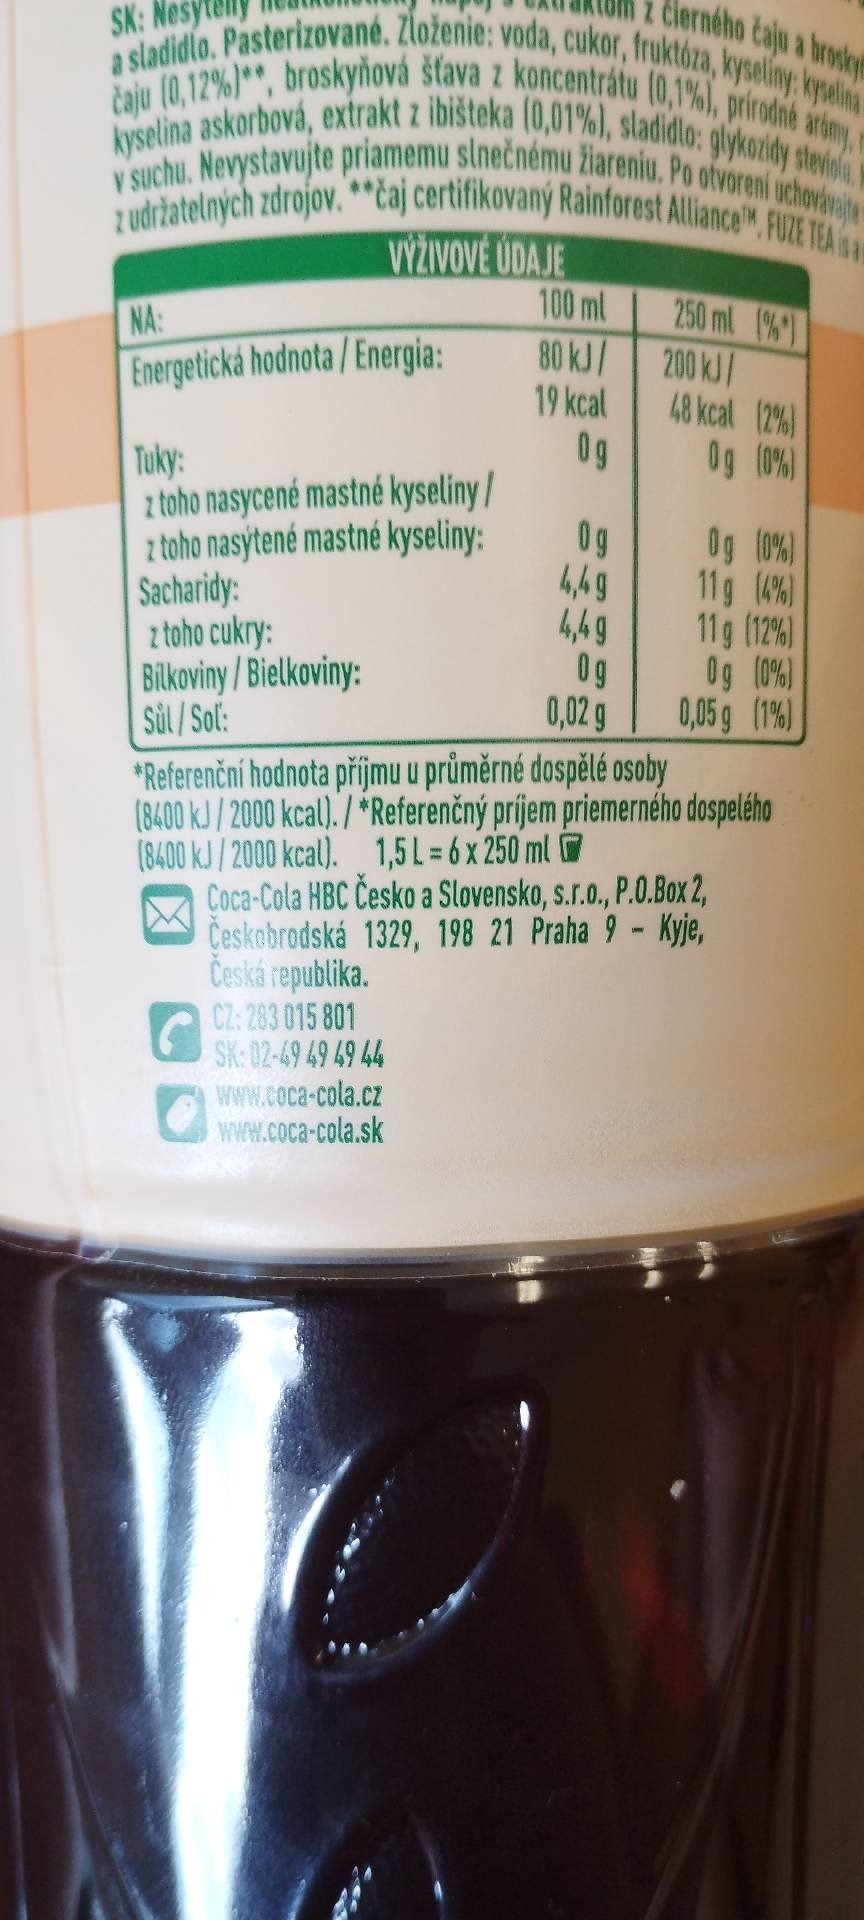 SK: Nesýtený z čierného čaju a
a sladidlo. Pasterizované. Zloženie: voda, cukor, fruktóza, kyseliny: kyselina
čaju (0,12%)**, broskyňová šťava z koncentrátu (0,1%), prírodné arómy,
kyselina askorbová, extrakt z ibišteka (0,01%), sladidlo: glykozidy steviolu,
v suchu. Nevystavujte priamemu slnečnému žiareniu. Po otvorení uchovávajte
z udržatelných zdrojov. **čaj certifikovaný Rainforest Alliance™. FUZE TEA is a
VÝŽIVOVÉ ÚDAJE
NA: 100 ml 250 ml (%*)
Energetická hodnota / Energia: 80 kJ / 200 kJ /
19 kcal 48 kcal (2%)
Tuky: 0 g 0 g (0%)
z toho nasycené mastné kyseliny /
z toho nasýtené mastné kyseliny: 0 g 0 g (0%)
Sacharidy: 4,4 g 11 g (4%)
z toho cukry: 4,4 g 11 g (12%)
Bílkoviny / Bielkoviny: 0 g 0 g (0%)
Sůl / Soľ: 0,02 g 0,05 g (1%)
*Referenční hodnota příjmu u průměrné dospělé osoby
(8400 kJ / 2000 kcal). / *Referenčný príjem priemerného dospelého
(8400 kJ / 2000 kcal). 1,5 L = 6 x 250 ml
Coca-Cola HBC Česko a Slovensko, s.r.o., P.O.Box 2,
Českobrodská 1329, 198 21 Praha 9 - Kyje,
Česká republika.
CZ: 283 015 801
SK: 02-49 49 49 44
www.coca-cola.cz
www.coca-cola.sk